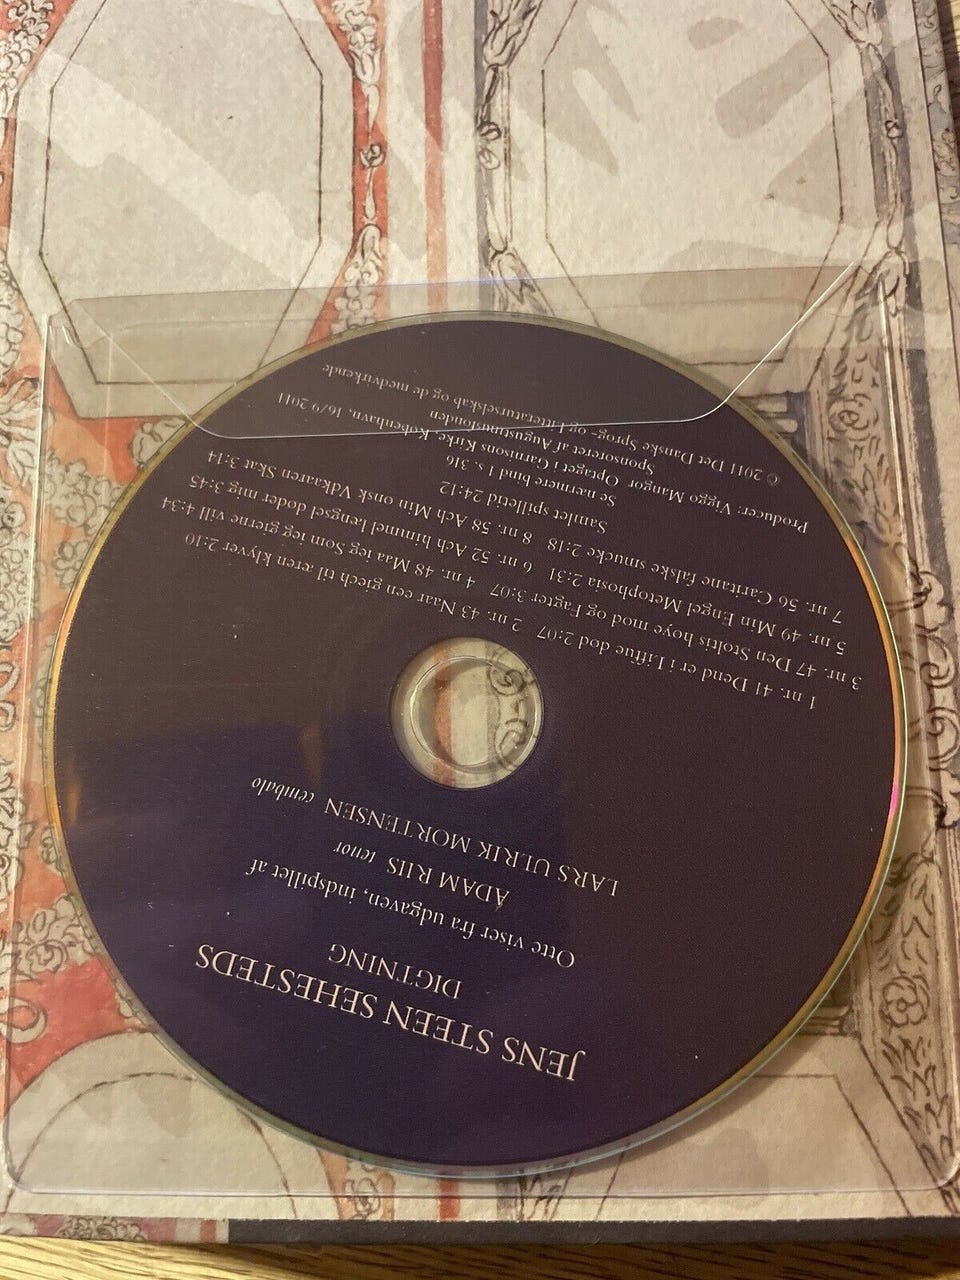 JENS STEEN SEHESTEDS
DIGTNING
Otte viser fra udgaven, indspillet af
ADAM RIIS tenor
LARS ULRIK MORTENSEN cembalo
1 nr. 41 Dend er i Liffue død 2:07 2 nr. 43 Naar een giech til æren klyver 2:10
3 nr. 47 Den Stoltis høye mod og Fagter 3:07 4 nr. 48 Maa ieg Som ieg gierne vill 4:34
5 nr. 49 Min Engel Metophosia 2:31 6 nr. 52 Ach himmel længsel døder mig 3:45
7 nr. 56 Caritane falske smucke 2:18 8 nr. 58 Ach Min ønsk Vdkaaren Skat 3:14
Samlet spilletid 24:12
Se nærmere bind 1 s. 316
Producer: Viggo Mangor Optaget i Garnisons Kirke, København, 16/9 2011
Sponsoreret af Augustinusfonden
© 2011 Det Danske Sprog- og Litteraturselskab og de medvirkende